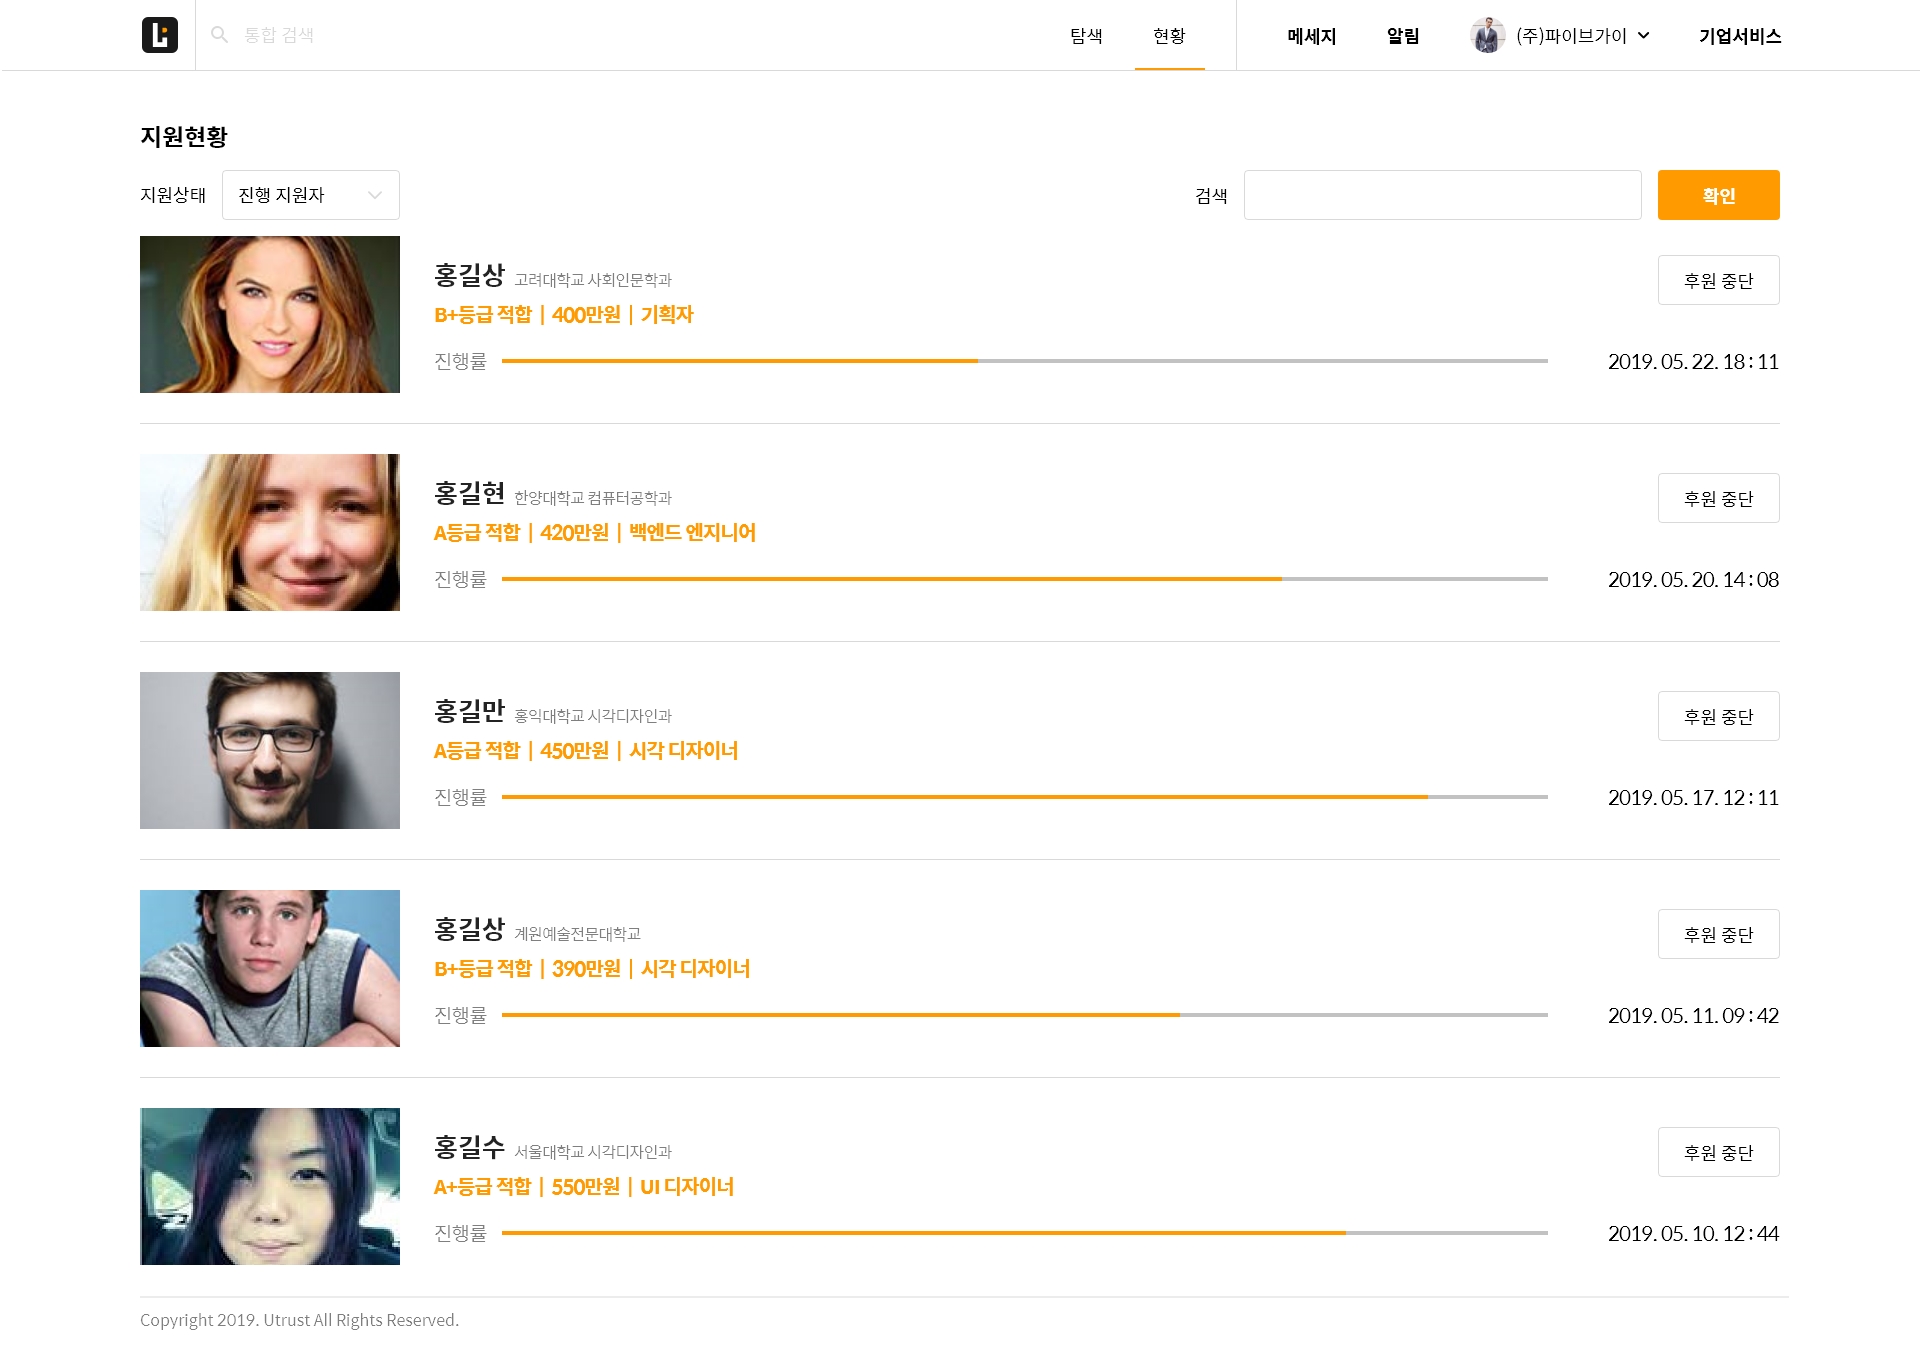 통합 검색
탐색 현황 메세지 알림 (주)파이브가이 기업서비스
지원현황
지원상태 진행 지원자 검색 확인
홍길상 고려대학교 사회인문학과 후원 중단
B+등급 적합 | 400만원 | 기획자
진행률 2019. 05. 22. 18 : 11
홍길현 한양대학교 컴퓨터공학과 후원 중단
A등급 적합 | 420만원 | 백엔드 엔지니어
진행률 2019. 05. 20. 14 : 08
홍길만 홍익대학교 시각디자인과 후원 중단
A등급 적합 | 450만원 | 시각 디자이너
진행률 2019. 05. 17. 12 : 11
홍길상 계원예술전문대학교 후원 중단
B+등급 적합 | 390만원 | 시각 디자이너
진행률 2019. 05. 11. 09 : 42
홍길수 서울대학교 시각디자인과 후원 중단
A+등급 적합 | 550만원 | UI 디자이너
진행률 2019. 05. 10. 12 : 44
Copyright 2019. Utrust All Rights Reserved.